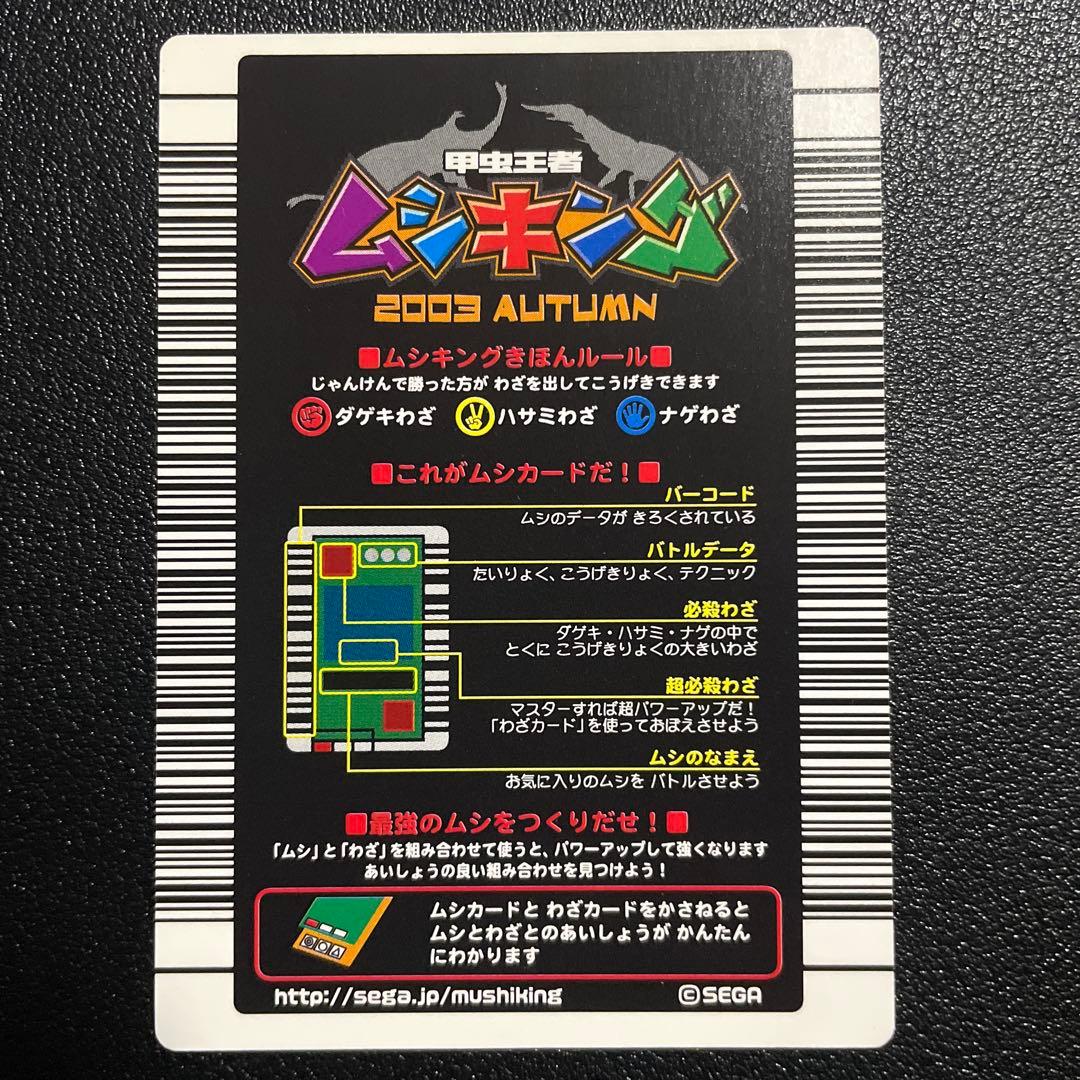 甲虫王者
ムシキング
2003 AUTUMN
■ムシキングきほんルール■
じゃんけんで勝った方が わざを出してこうげきできます
ダゲキわざ ハサミわざ ナゲわざ
■これがムシカードだ！■
バーコード
ムシのデータが きろくされている
バトルデータ
たいりょく、こうげきりょく、テクニック
必殺わざ
ダゲキ・ハサミ・ナゲの中で
とくに こうげきりょくの大きいわざ
超必殺わざ
マスターすれば超パワーアップだ！
「わざカード」を使っておぼえさせよう
ムシのなまえ
お気に入りのムシを バトルさせよう
■最強のムシをつくりだせ！■
「ムシ」と「わざ」を組み合わせて使うと、パワーアップして強くなります
あいしょうの良い組み合わせを見つけよう！
ムシカードと わざカードをかさねると
ムシとわざとのあいしょうが かんたん
にわかります
http://sega.jp/mushiking ©SEGA